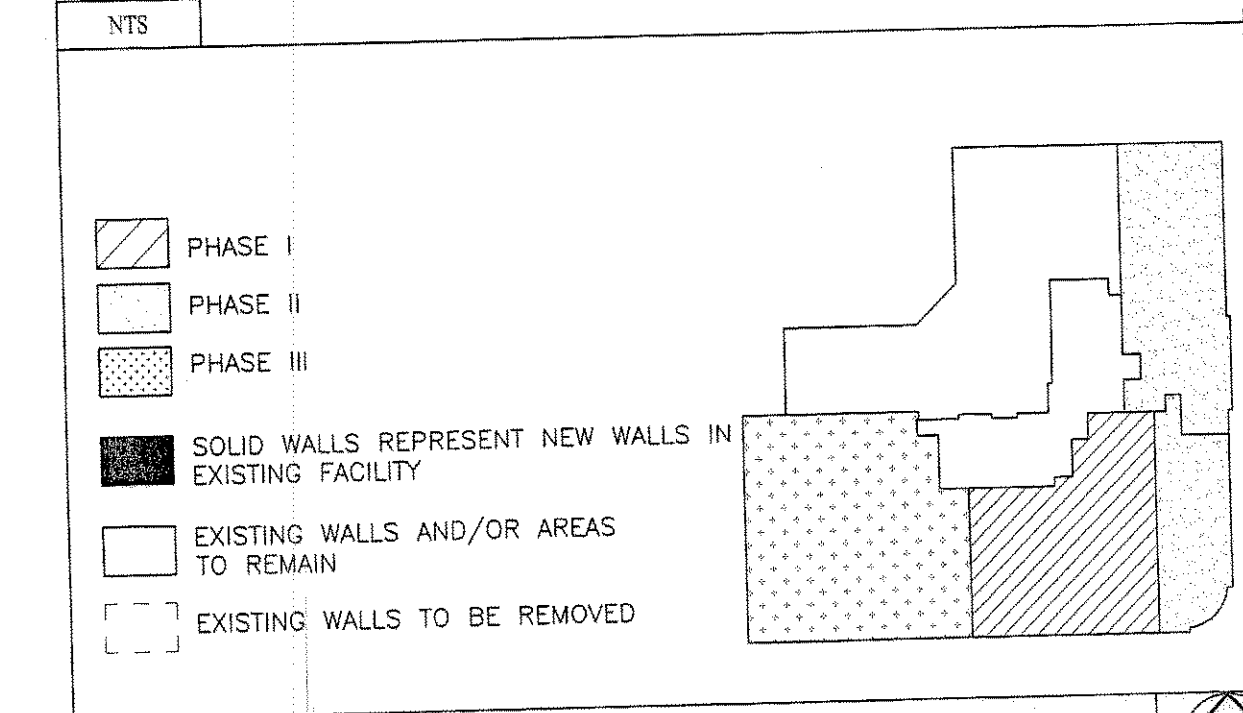 NTS
PHASE I
PHASE II
PHASE III
SOLID WALLS REPRESENT NEW WALLS IN
EXISTING FACILITY
EXISTING WALLS AND/OR AREAS
TO REMAIN
EXISTING WALLS TO BE REMOVED